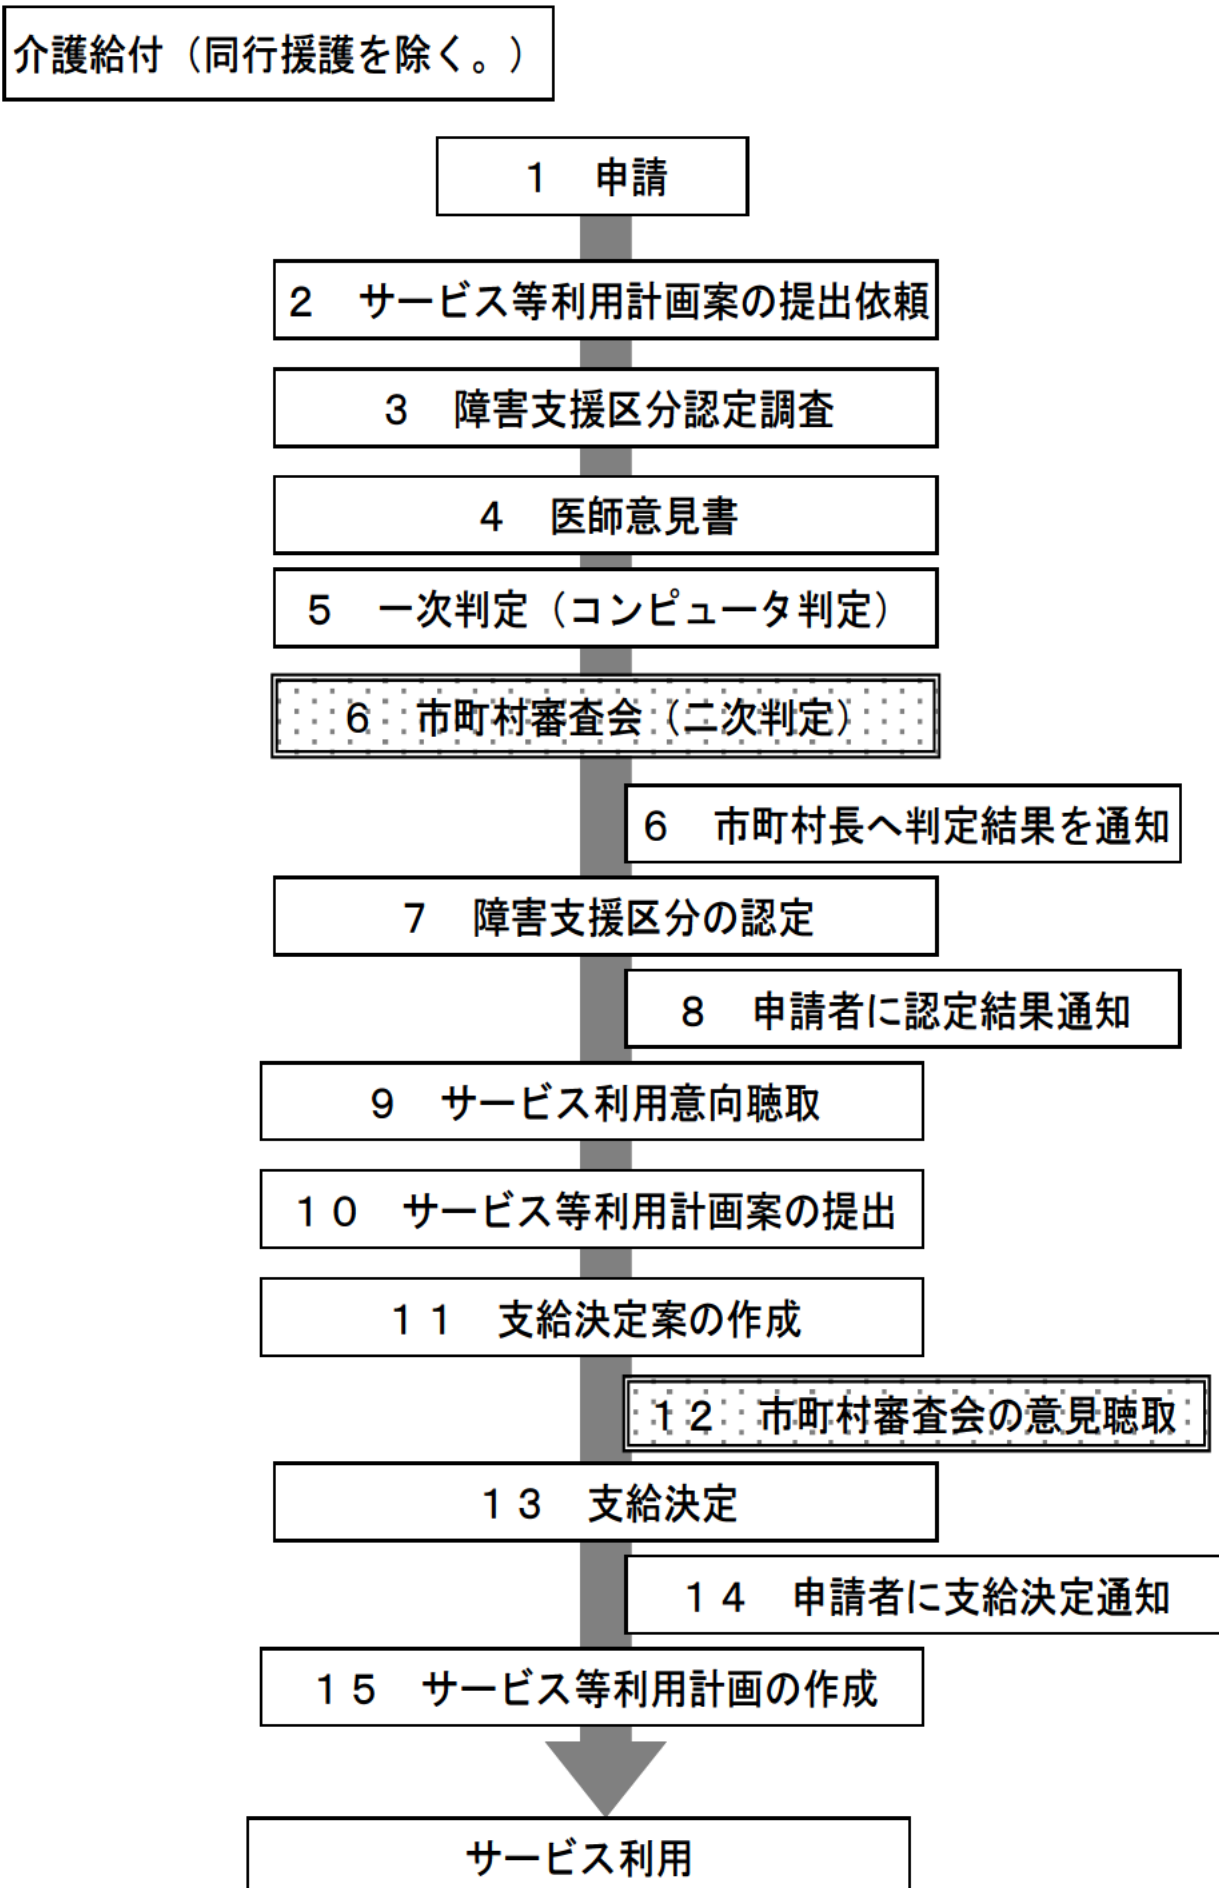 介護給付（同行援護を除く。）
１　申請
２　サービス等利用計画案の提出依頼
３　障害支援区分認定調査
４　医師意見書
５　一次判定（コンピュータ判定）
６　市町村審査会（二次判定）
６　市町村長へ判定結果を通知
７　障害支援区分の認定
８　申請者に認定結果通知
９　サービス利用意向聴取
１０　サービス等利用計画案の提出
１１　支給決定案の作成
１２　市町村審査会の意見聴取
１３　支給決定
１４　申請者に支給決定通知
１５　サービス等利用計画の作成
サービス利用